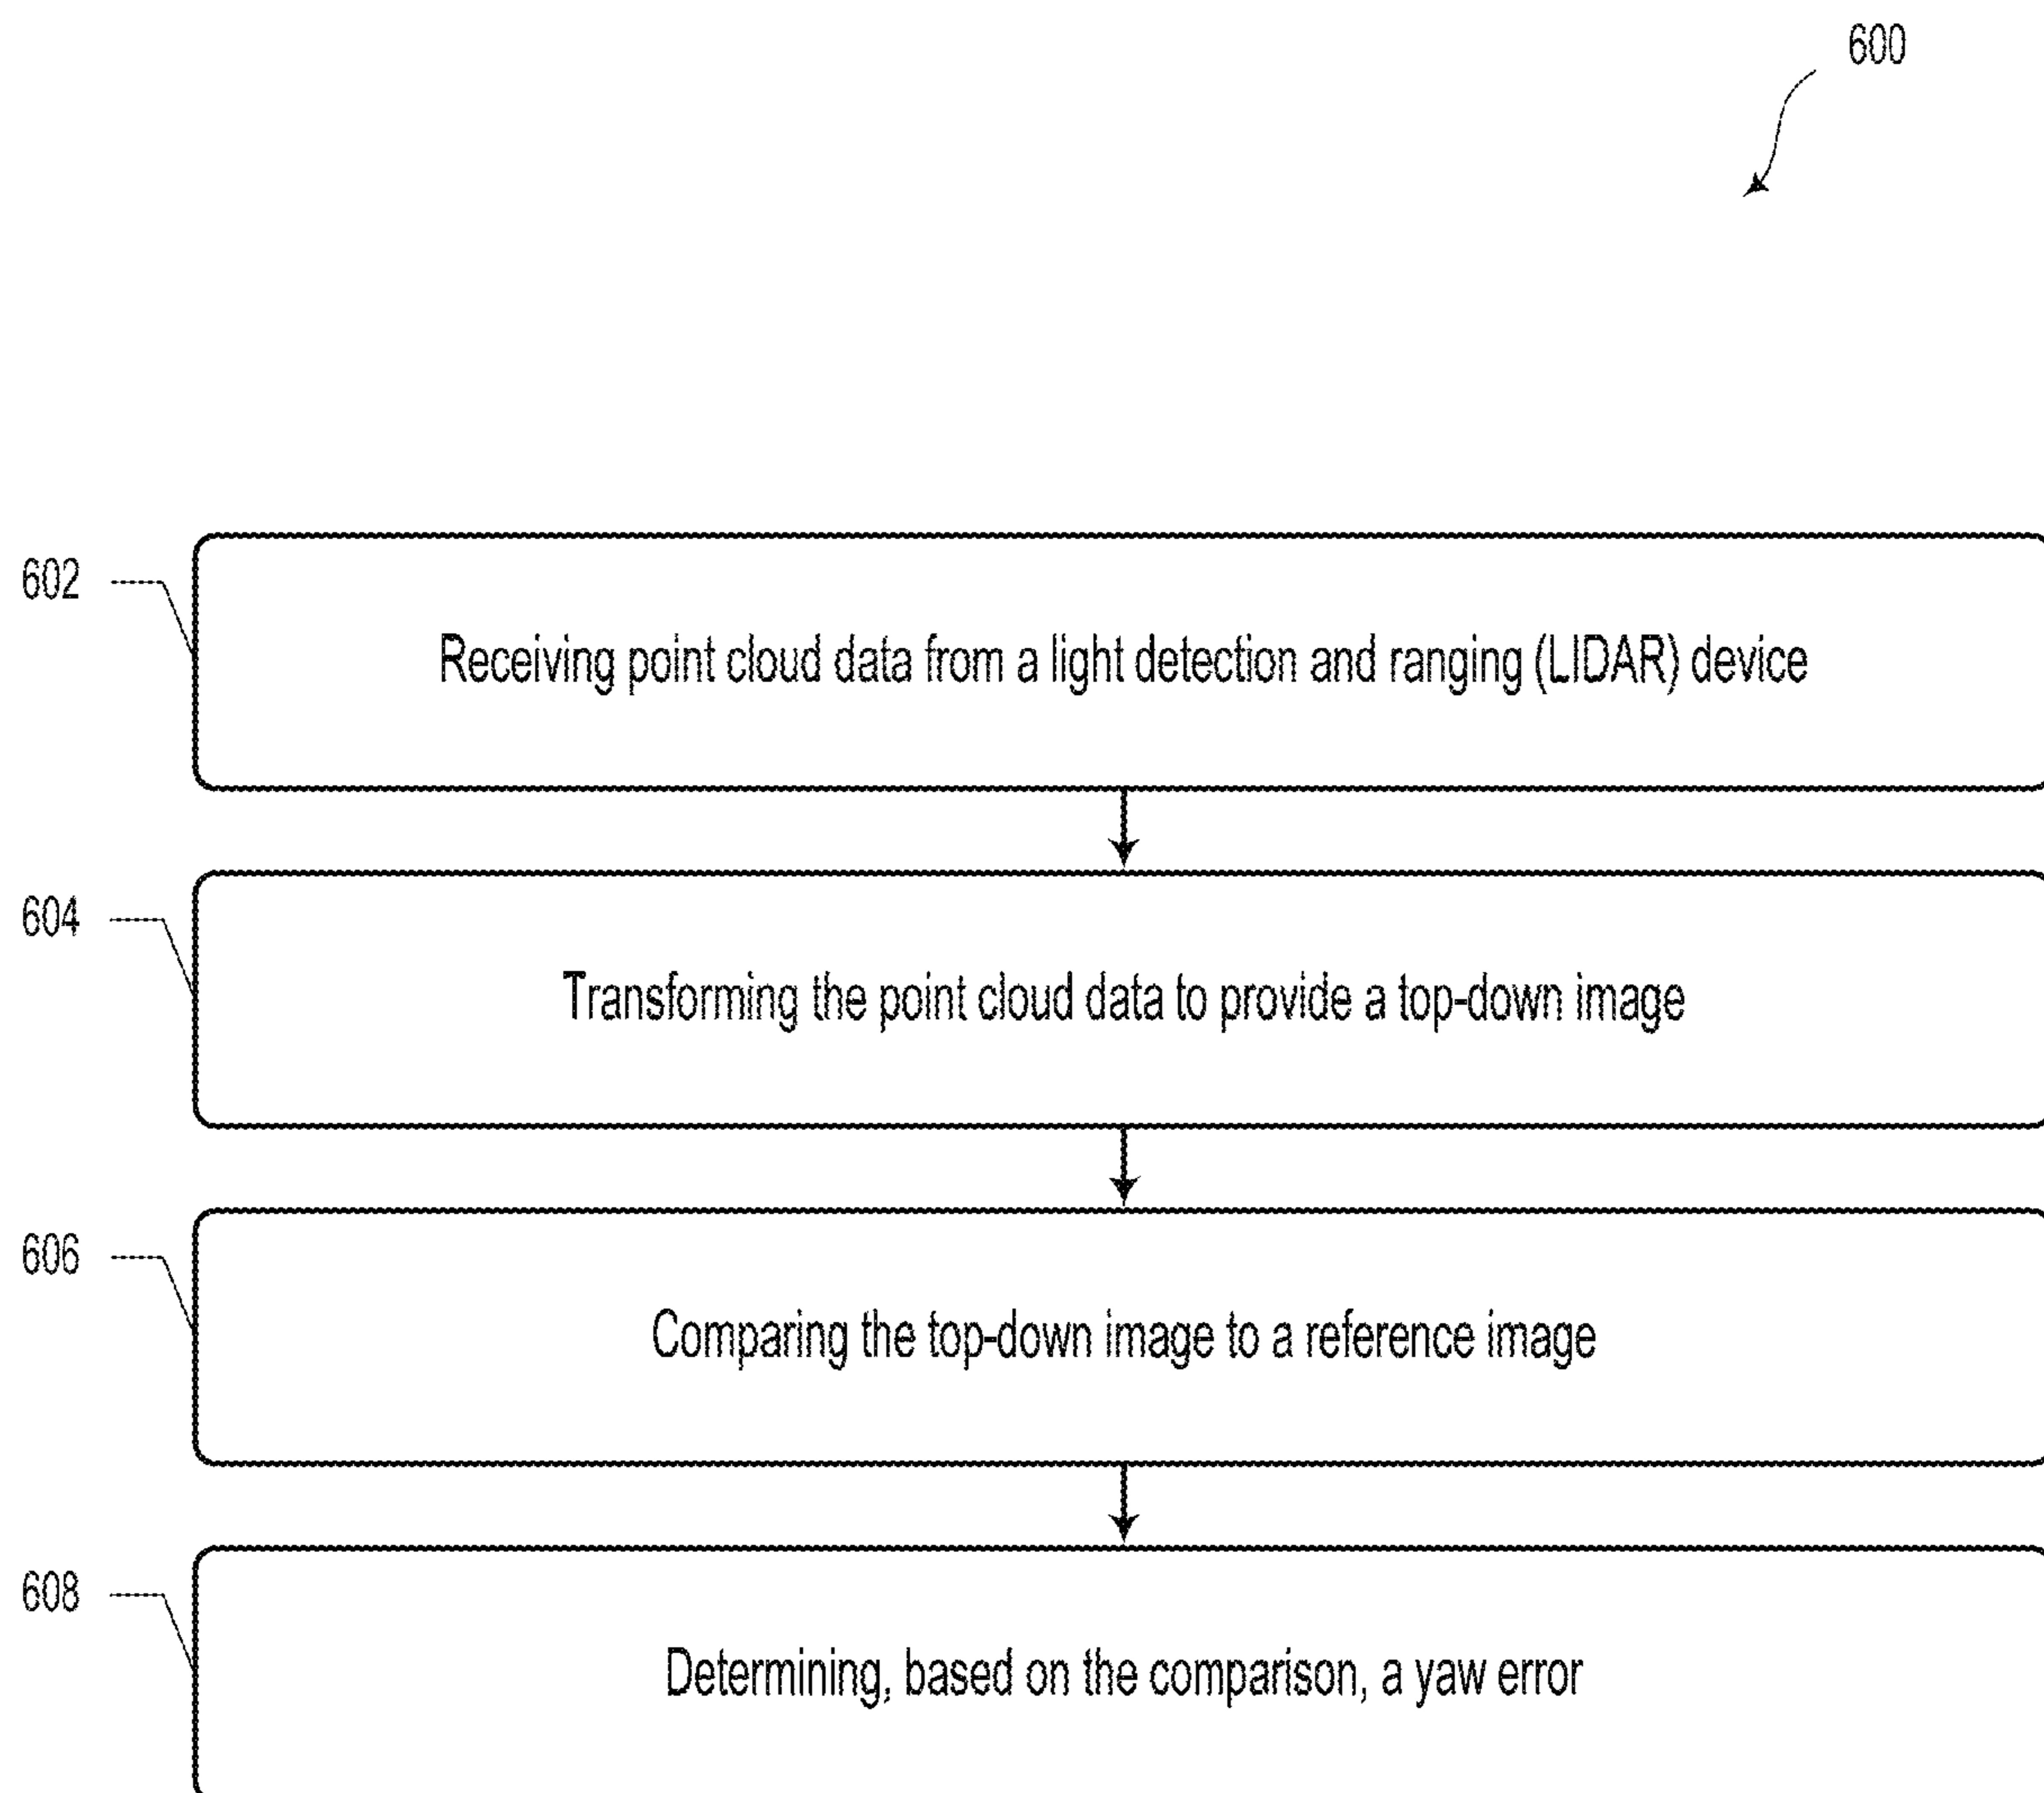 600
602
Receiving point cloud data from a light detection and ranging (LIDAR) device
604
Transforming the point cloud data to provide a top-down image
606
Comparing the top-down image to a reference image
608
Determining, based on the comparison, a yaw error